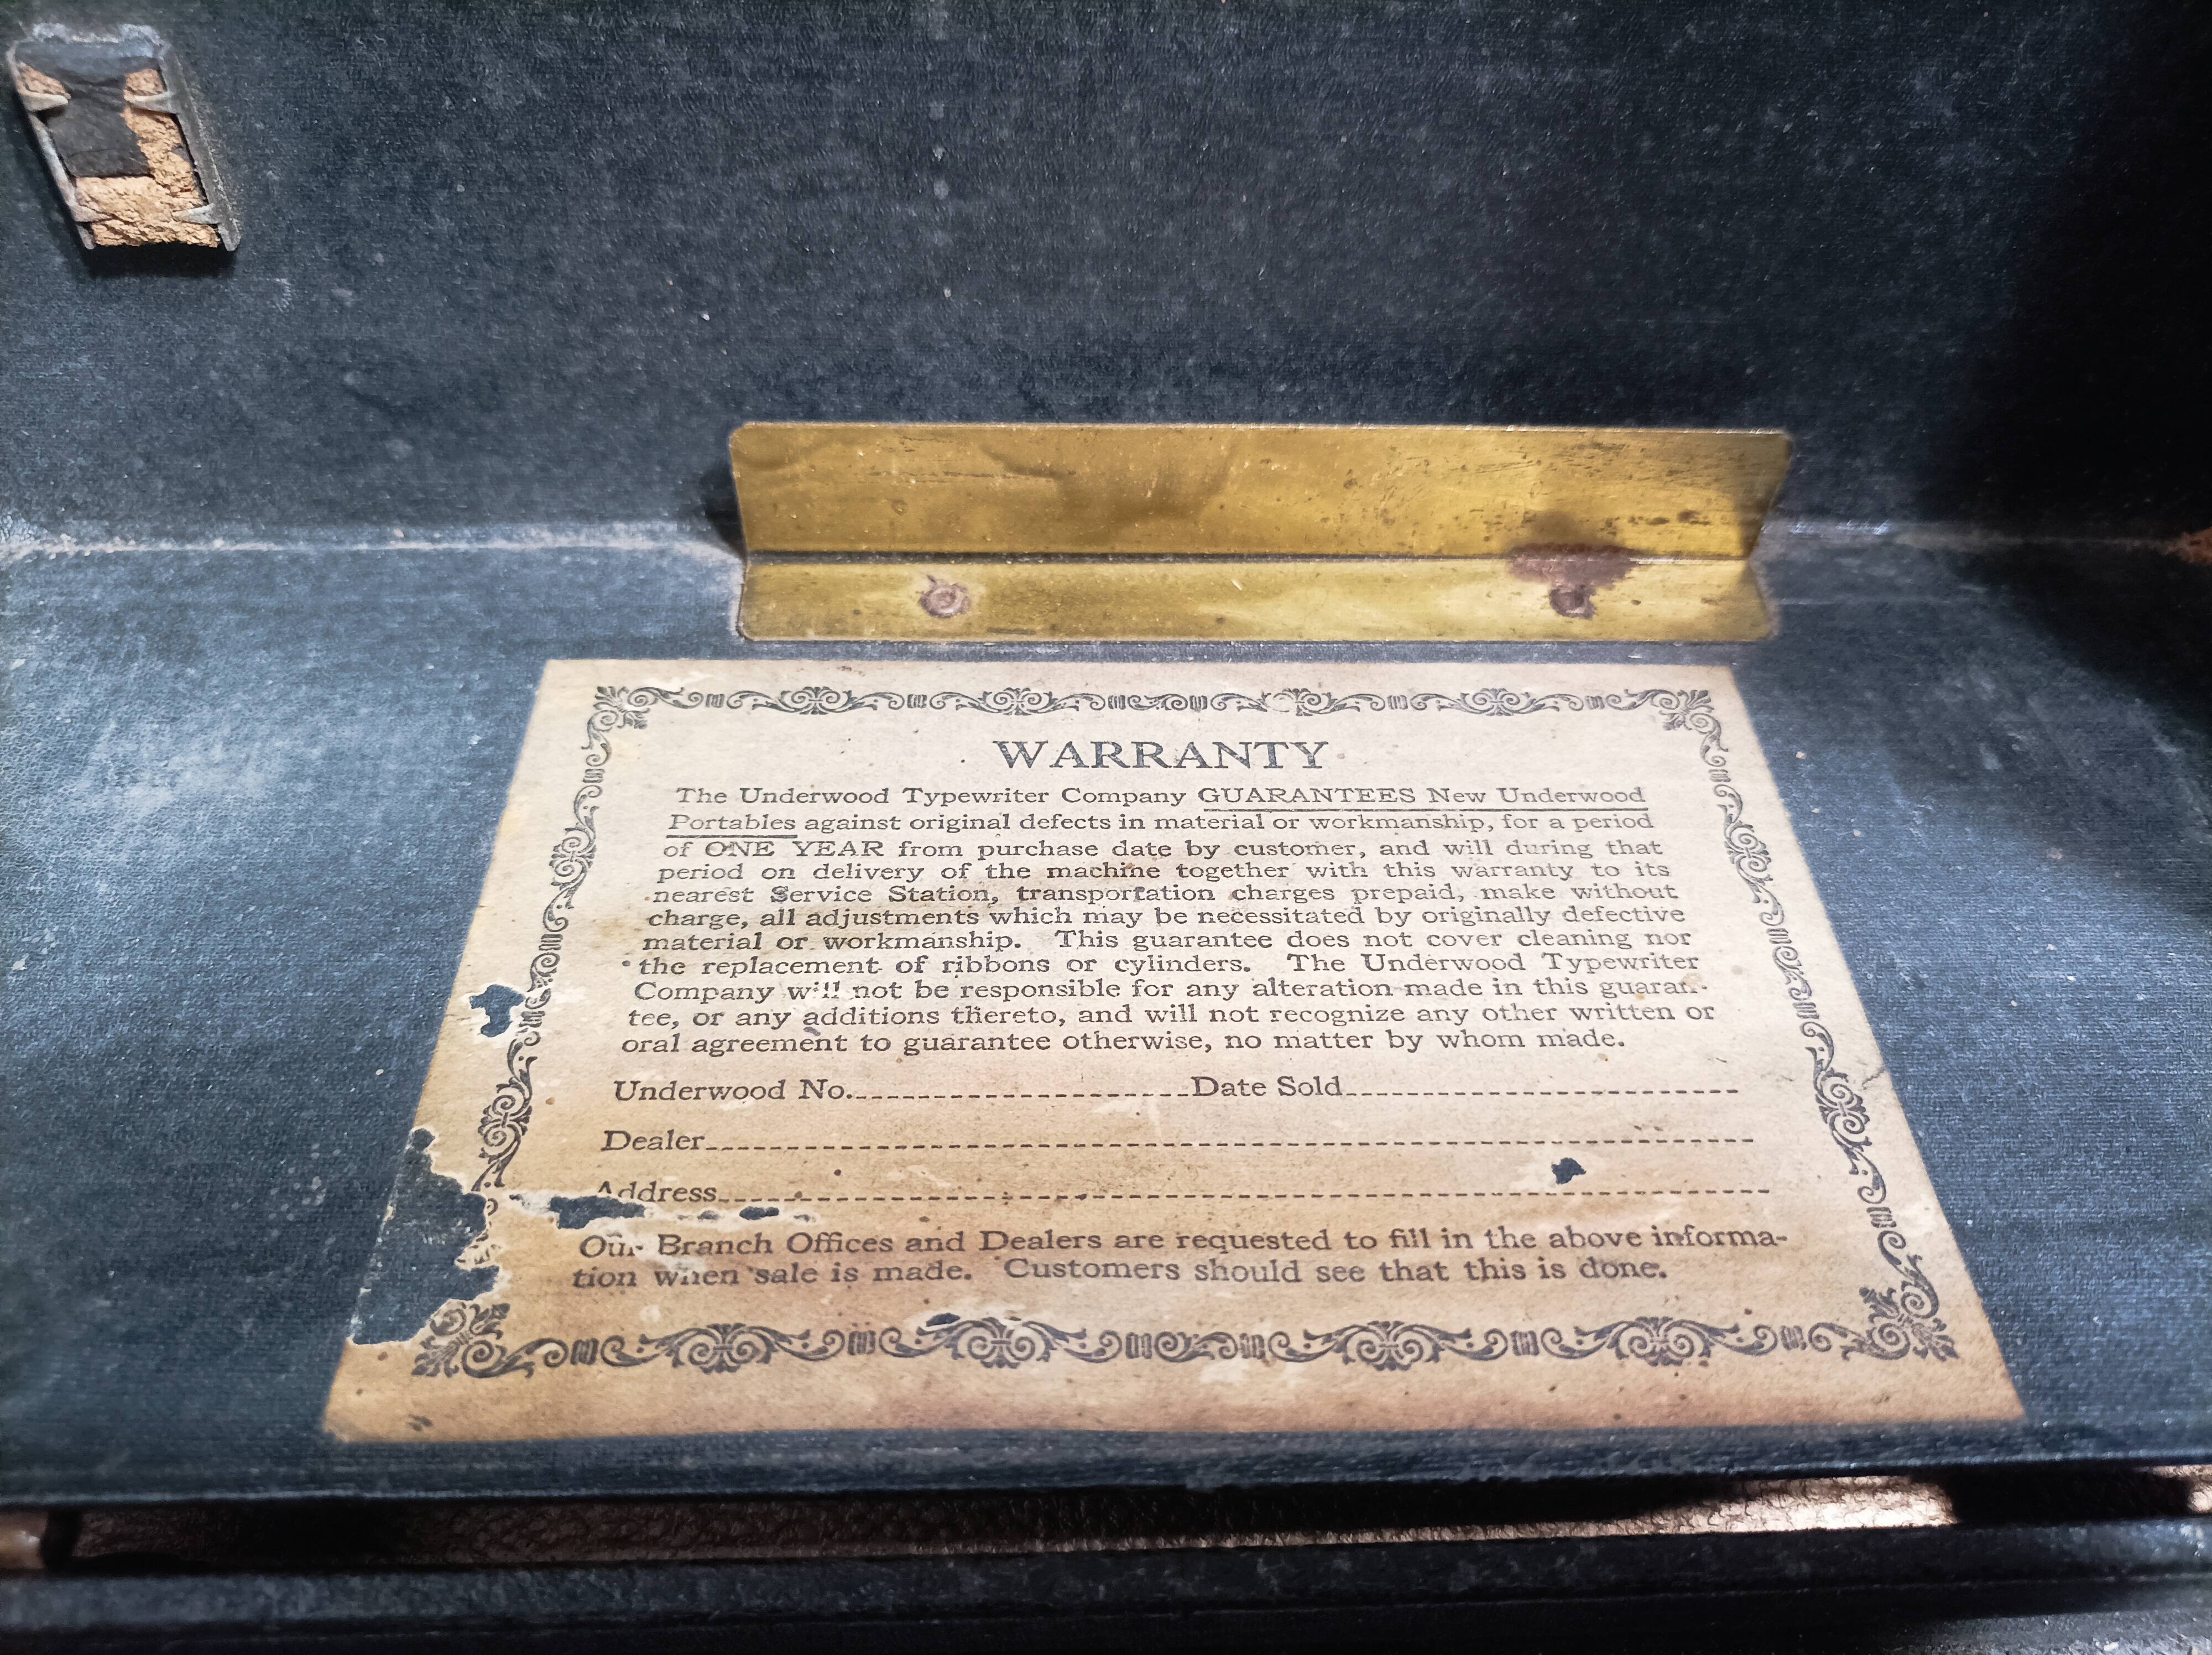 WARRANTY
The Underwood Typewriter Company GUARANTEES New Underwood
Portables against original defects in material or workmanship, for a period
of ONE YEAR from purchase date by customer, and will during that
period on delivery of the machine together with this warranty to its
nearest Service Station, transportation charges prepaid, make without
charge, all adjustments which may be necessitated by originally defective
material or workmanship. This guarantee does not cover cleaning nor
the replacement of ribbons or cylinders. The Underwood Typewriter
Company will not be responsible for any alteration made in this guaran-
tee, or any additions thereto, and will not recognize any other written or
oral agreement to guarantee otherwise, no matter by whom made.
Underwood No. Date Sold
Dealer
Address
Our Branch Offices and Dealers are requested to fill in the above informa-
tion when sale is made. Customers should see that this is done.